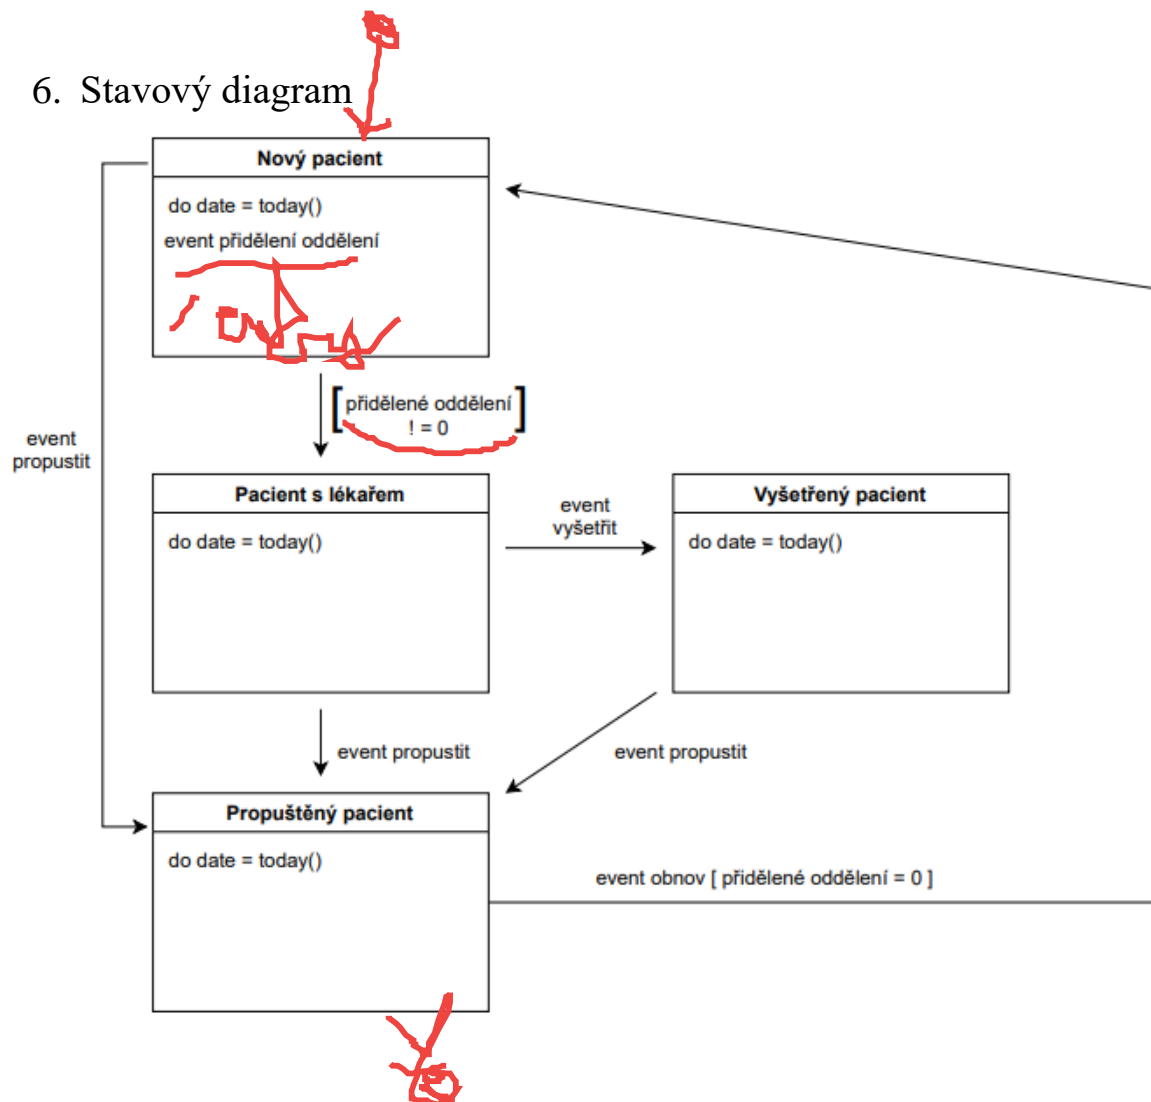 6. Stavový diagram
Nový pacient
do date = today()
event přidělení oddělení
[ přidělené oddělení
! = 0 ]
event
propustit
Pacient s lékařem
do date = today()
event
vyšetřit
Vyšetřený pacient
do date = today()
event propustit
event propustit
Propuštěný pacient
do date = today()
event obnov [ přidělené oddělení = 0 ]